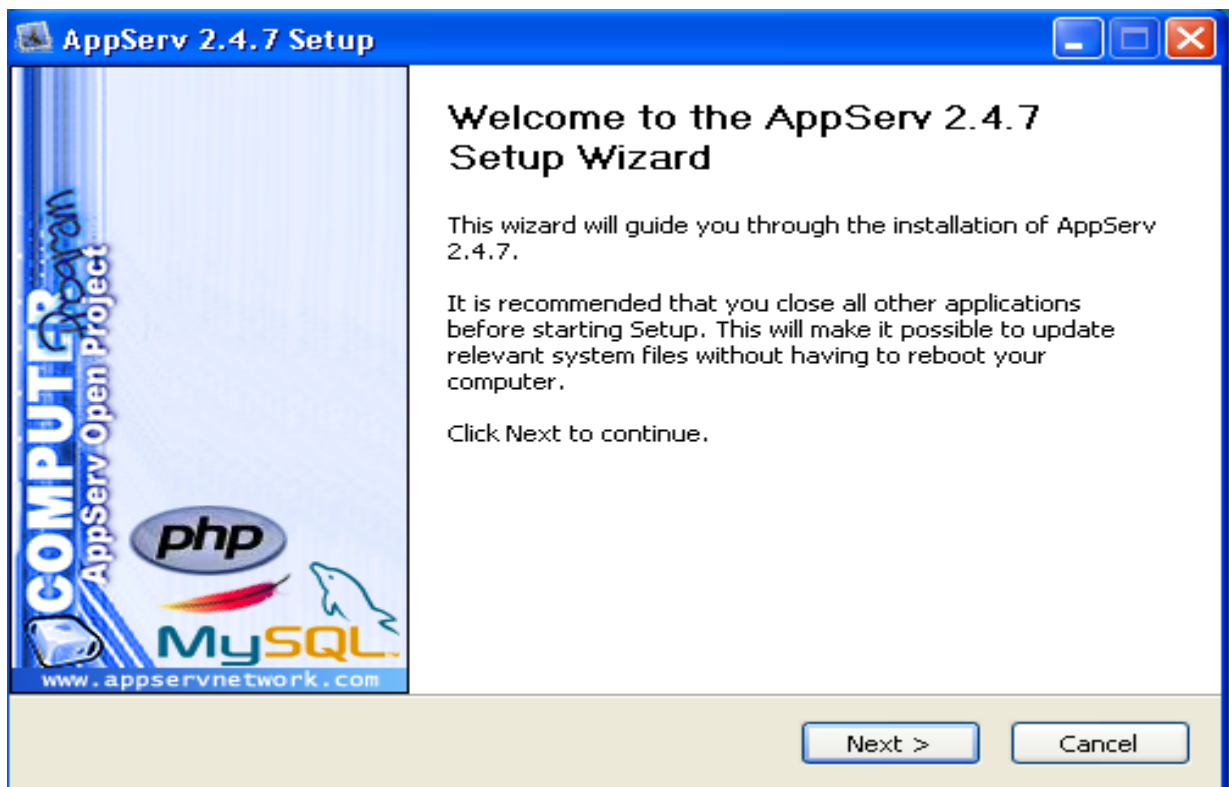 AppServ 2.4.7 Setup
Welcome to the AppServ 2.4.7
Setup Wizard
This wizard will guide you through the installation of AppServ
2.4.7.
It is recommended that you close all other applications
before starting Setup. This will make it possible to update
relevant system files without having to reboot your
computer.
Click Next to continue.
COMPUTER
Program
AppServ Open Project
php
MySQL
www.appservnetwork.com
Next >
Cancel